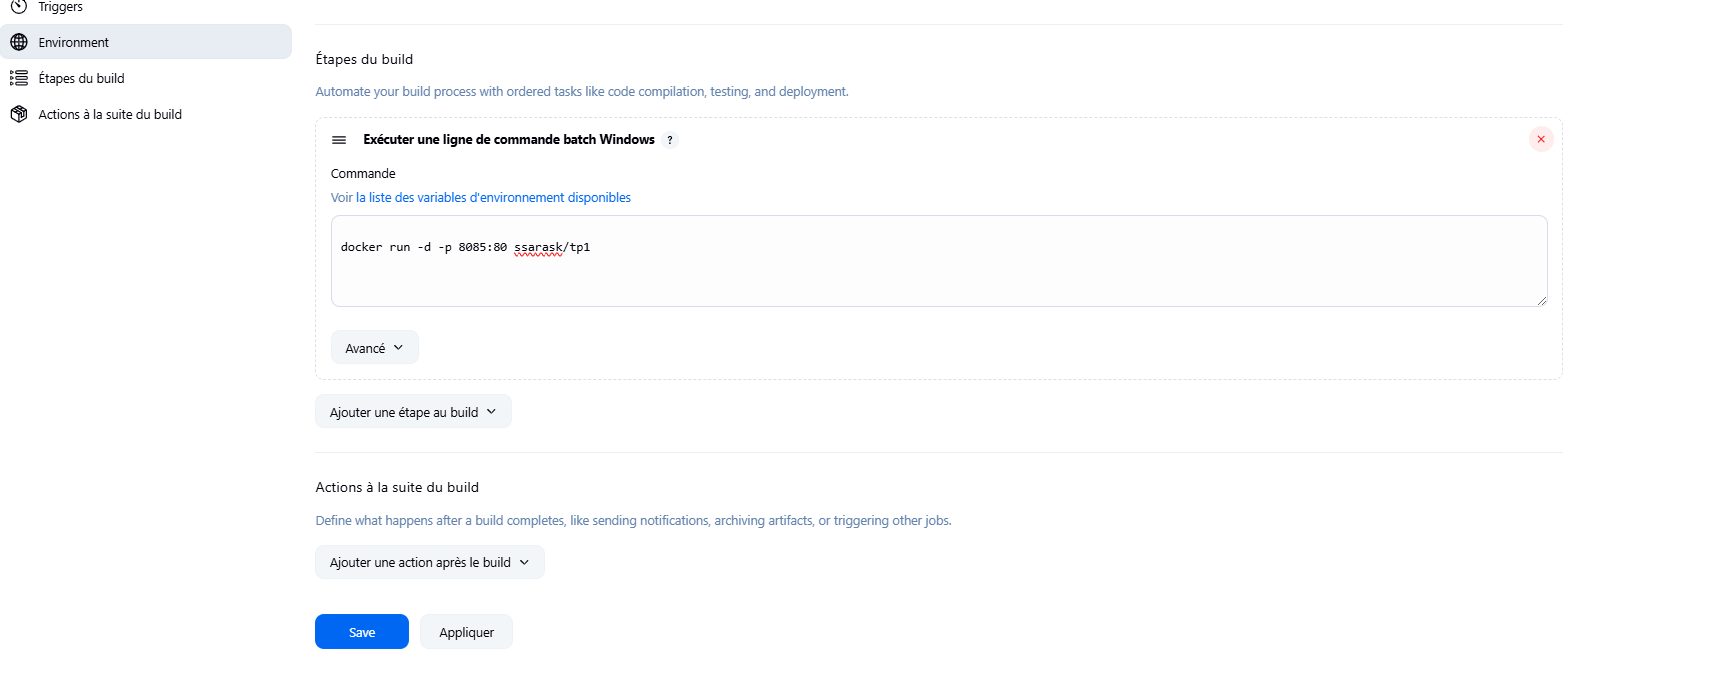 Triggers
Environment
Étapes du build
Actions à la suite du build
Étapes du build
Automate your build process with ordered tasks like code compilation, testing, and deployment.
Exécuter une ligne de commande batch Windows ?
Commande
Voir la liste des variables d'environnement disponibles
docker run -d -p 8085:80 ssarask/tp1
Avancé
Ajouter une étape au build
Actions à la suite du build
Define what happens after a build completes, like sending notifications, archiving artifacts, or triggering other jobs.
Ajouter une action après le build
Save
Appliquer